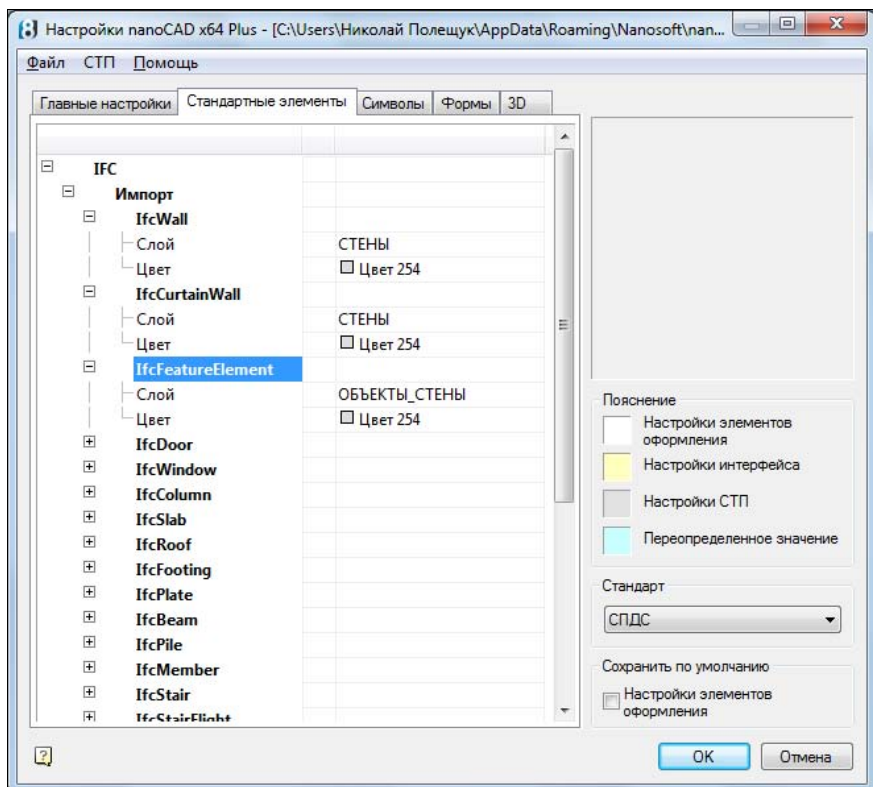 Настройки nanoCAD x64 Plus - [C:\Users\Николай Полещук\AppData\Roaming\Nanosoft\nan...
Файл СТП Помощь
Главные настройки Стандартные элементы Символы Формы 3D
IFC
Импорт
IfcWall
Слой СТЕНЫ
Цвет Цвет 254
IfcCurtainWall
Слой СТЕНЫ
Цвет Цвет 254
IfcFeatureElement
Слой ОБЪЕКТЫ_СТЕНЫ
Цвет Цвет 254
IfcDoor
IfcWindow
IfcColumn
IfcSlab
IfcRoof
IfcFooting
IfcPlate
IfcBeam
IfcPile
IfcMember
IfcStair
IfcStairFlight
Пояснение
Настройки элементов
оформления
Настройки интерфейса
Настройки СТП
Переопределенное значение
Стандарт
СПДС
Сохранить по умолчанию
Настройки элементов
оформления
OK Отмена